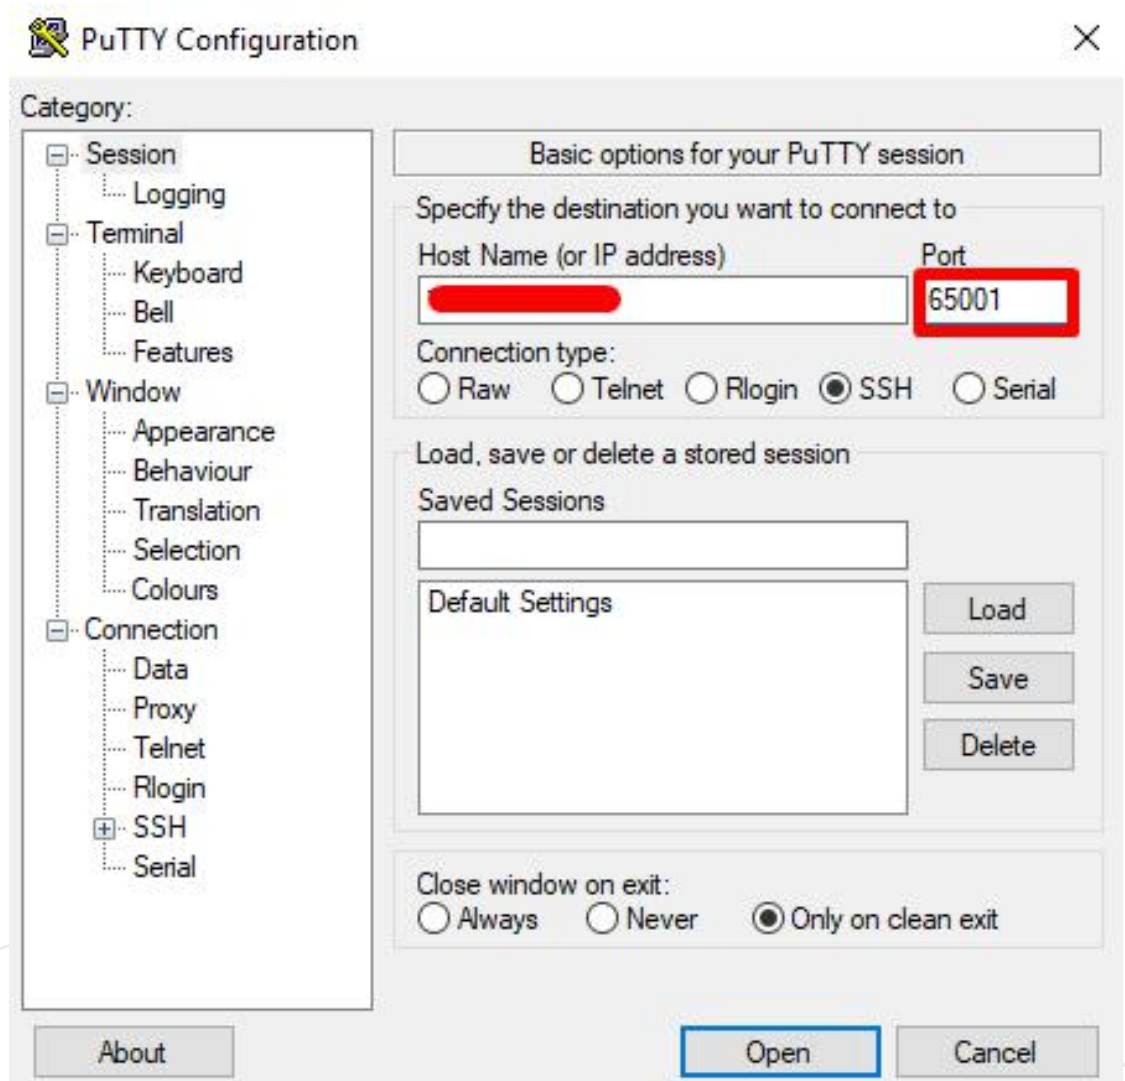 PuTTY Configuration
Category:
Session
Logging
Terminal
Keyboard
Bell
Features
Window
Appearance
Behaviour
Translation
Selection
Colours
Connection
Data
Proxy
Telnet
Rlogin
SSH
Serial
Basic options for your PuTTY session
Specify the destination you want to connect to
Host Name (or IP address) Port
65001
Connection type:
Raw Telnet Rlogin SSH Serial
Load, save or delete a stored session
Saved Sessions
Default Settings
Load
Save
Delete
Close window on exit:
Always Never Only on clean exit
About Open Cancel